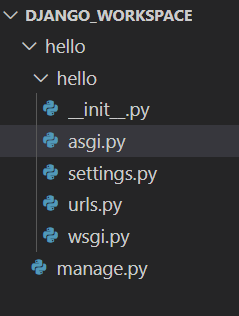 DJANGO_WORKSPACE
hello
hello
__init__.py
asgi.py
settings.py
urls.py
wsgi.py
manage.py